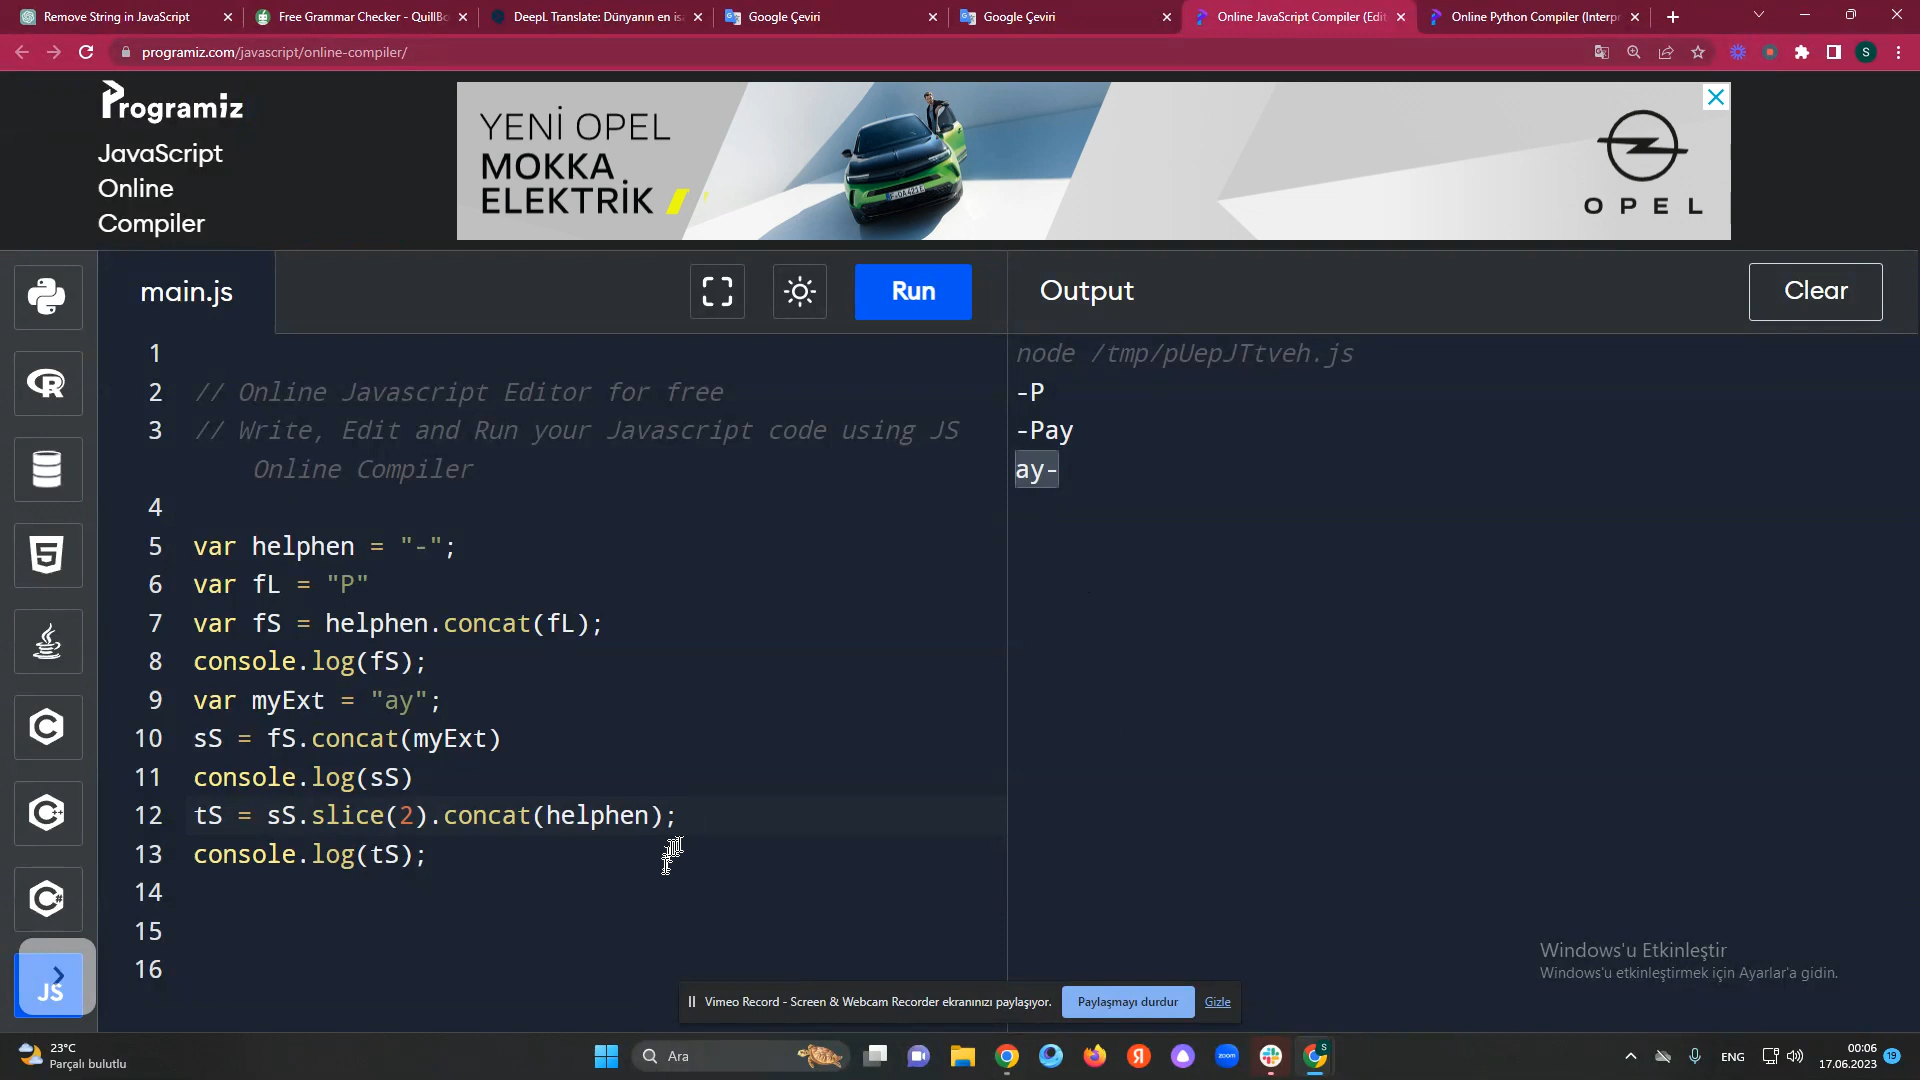 Remove String in JavaScript
Free Grammar Checker - QuillB
DeepL Translate: Dünyanın en is
Google Çeviri
Google Çeviri
Online JavaScript Compiler (Edit
Online Python Compiler (Interpr
programiz.com/javascript/online-compiler/
S
Programiz
JavaScript
Online
Compiler
YENİ OPEL
MOKKA
ELEKTRİK
OPEL
main.js
Run
Output
Clear
1
2 // Online Javascript Editor for free
3 // Write, Edit and Run your Javascript code using JS
Online Compiler
4
5 var helphen = "-";
6 var fL = "P"
7 var fS = helphen.concat(fL);
8 console.log(fS);
9 var myExt = "ay";
10 sS = fS.concat(myExt)
11 console.log(sS)
12 tS = sS.slice(2).concat(helphen);
13 console.log(tS);
14
15
16
node /tmp/pUepJTtveh.js
-P
-Pay
ay-
R
5
C
C++
C#
JS
Windows'u Etkinleştir
Windows'u etkinleştirmek için Ayarlar'a gidin.
Vimeo Record - Screen & Webcam Recorder ekranınızı paylaşıyor.
Paylaşmayı durdur
Gizle
23°C
Parçalı bulutlu
Ara
zoom
S
ENG
00:06
17.06.2023
19